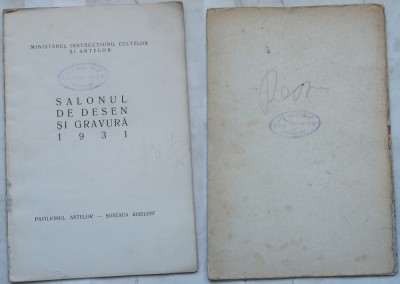 MINISTERUL INSTRUCȚIUNII, CULTELOR
ȘI ARTELOR
SALONUL
DE DESEN
ȘI GRAVURĂ
1931
PAVILIONUL ARTELOR — ȘOSEAUA KISELEFF